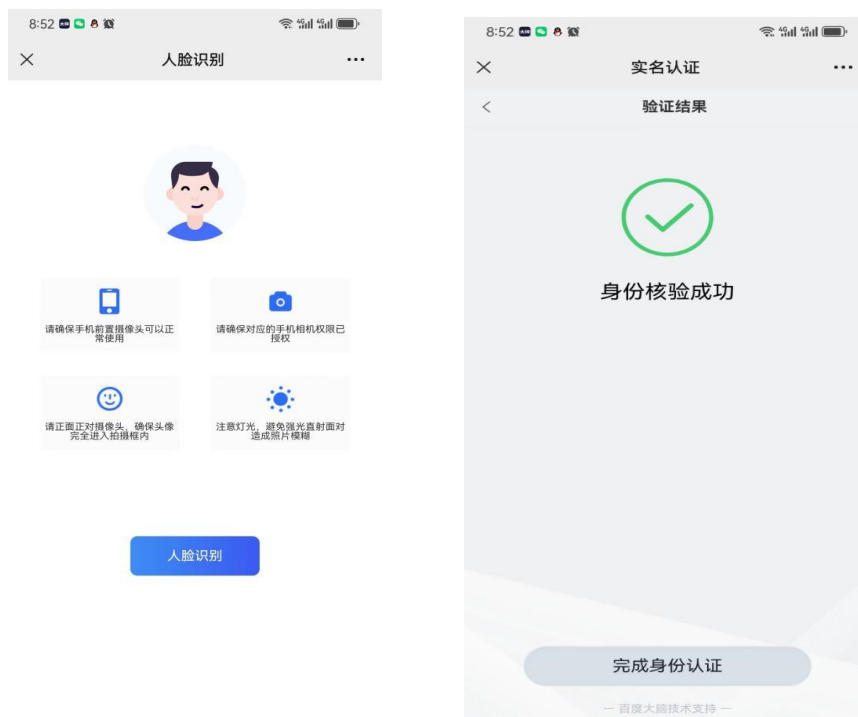 8:52
人脸识别
请确保手机前置摄像头可以正
常使用
请确保对应的手机相机权限已
授权
请正面正对摄像头，确保头像
完全进入拍摄框内
注意灯光，避免强光直射面对
造成照片模糊
人脸识别
8:52
实名认证
验证结果
身份核验成功
完成身份认证
— 百度大脑技术支持 —